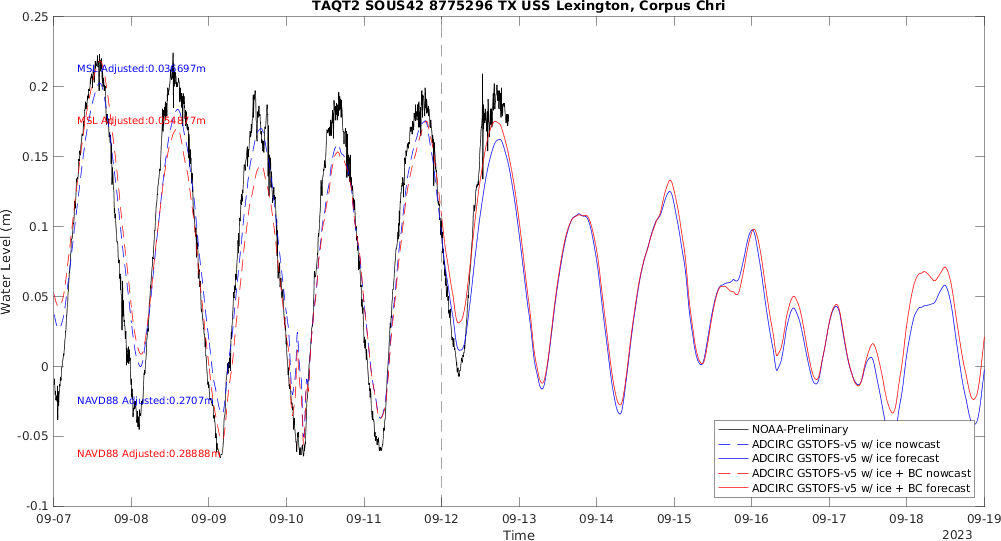 TAQT2 SOUS42 8775296 TX USS Lexington, Corpus Chri
0.25
0.2
0.15
0.1
0.05
0
-0.05
-0.1
Water Level (m)
MSL Adjusted:0.036697m
MSL Adjusted:0.054877m
NAVD88 Adjusted:0.2707m
NAVD88 Adjusted:0.28888m
NOAA-Preliminary
ADCIRC GSTOFS-v5 w/ ice nowcast
ADCIRC GSTOFS-v5 w/ ice forecast
ADCIRC GSTOFS-v5 w/ ice + BC nowcast
ADCIRC GSTOFS-v5 w/ ice + BC forecast
09-07 09-08 09-09 09-10 09-11 09-12 09-13 09-14 09-15 09-16 09-17 09-18 09-19
Time
2023